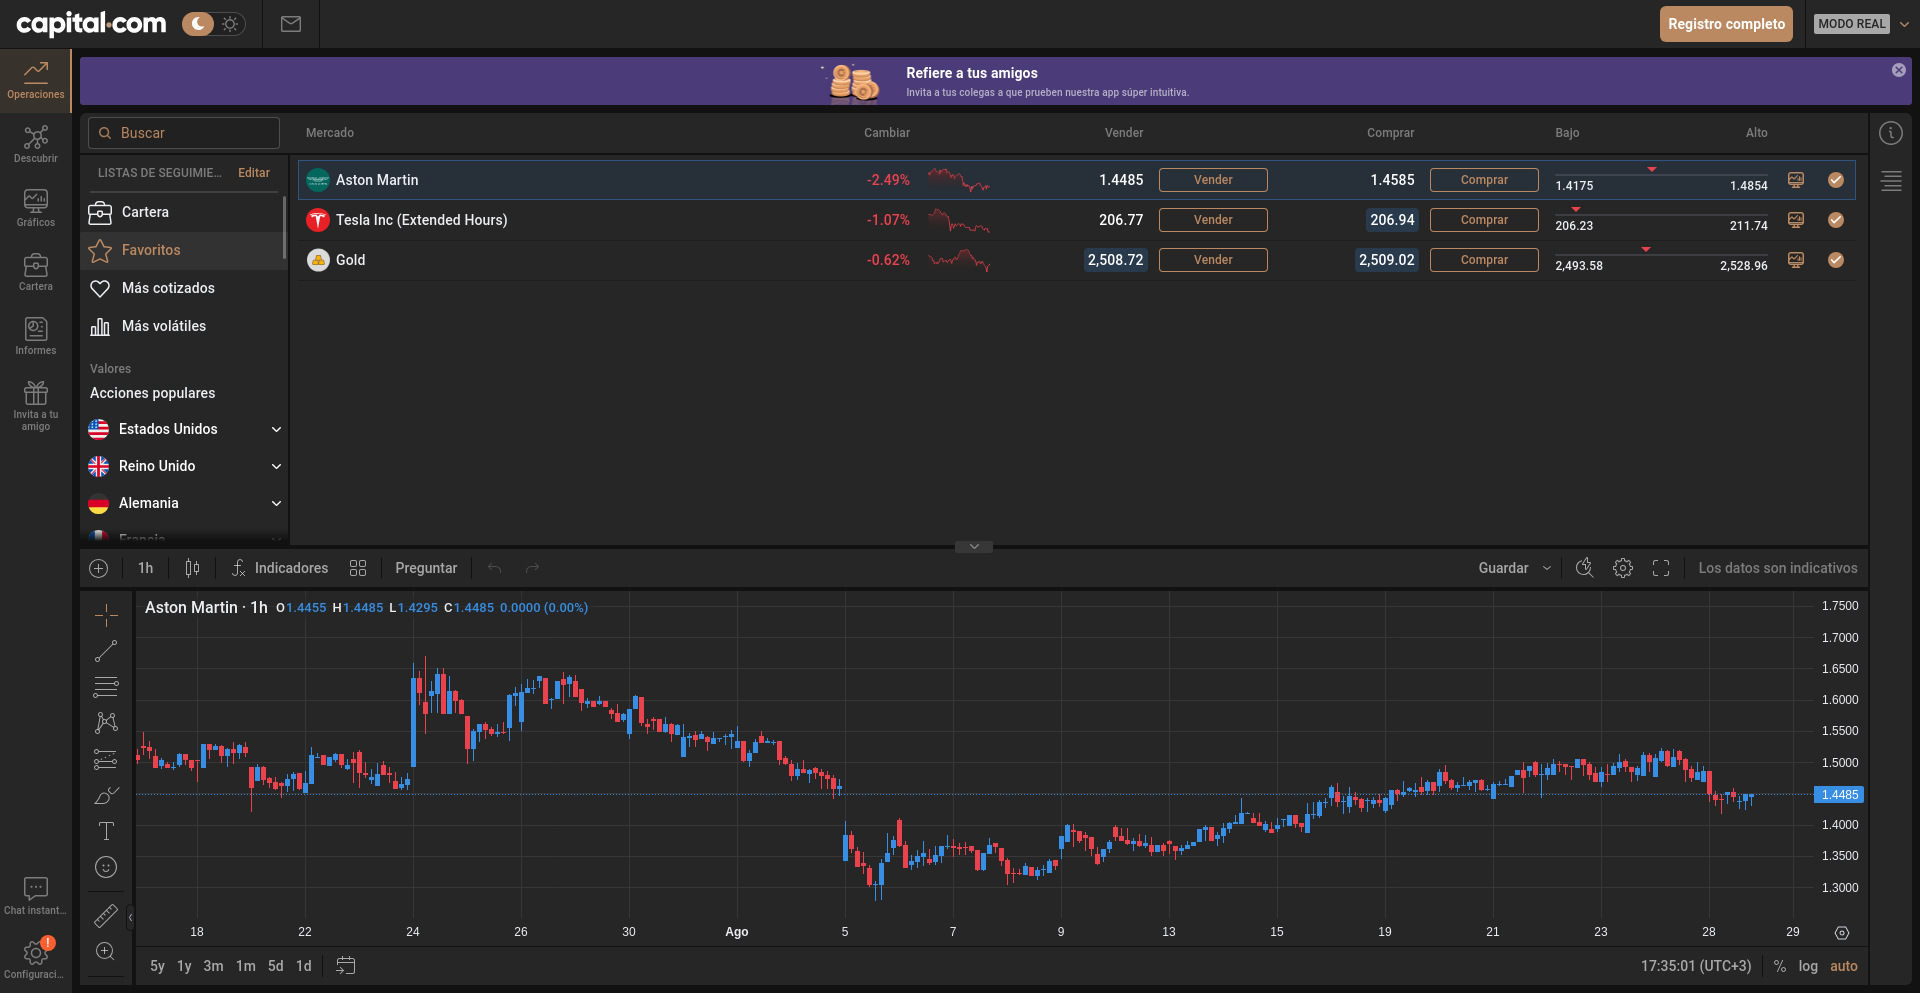 capital.com
Registro completo
MODO REAL
Operaciones
Descubrir
Gráficos
Cartera
Informes
Invita a tu
amigo
Chat instant...
Configuraci...
Refiere a tus amigos
Invita a tus colegas a que prueben nuestra app súper intuitiva.
Buscar
Mercado Cambiar Vender Comprar Bajo Alto
LISTAS DE SEGUIMIE... Editar
Cartera
Favoritos
Más cotizados
Más volátiles
Valores
Acciones populares
Estados Unidos
Reino Unido
Alemania
Francia
Aston Martin -2.49% 1.4485 Vender 1.4585 Comprar 1.4175 1.4854
Tesla Inc (Extended Hours) -1.07% 206.77 Vender 206.94 Comprar 206.23 211.74
Gold -0.62% 2,508.72 Vender 2,509.02 Comprar 2,493.58 2,528.96
1h Indicadores Preguntar Guardar Los datos son indicativos
Aston Martin · 1h O1.4455 H1.4485 L1.4295 C1.4485 0.0000 (0.00%)
1.7500
1.7000
1.6500
1.6000
1.5500
1.5000
1.4485
1.4000
1.3500
1.3000
18 22 24 26 30 Ago 5 7 9 13 15 19 21 23 28 29
5y 1y 3m 1m 5d 1d 17:35:01 (UTC+3) % log auto